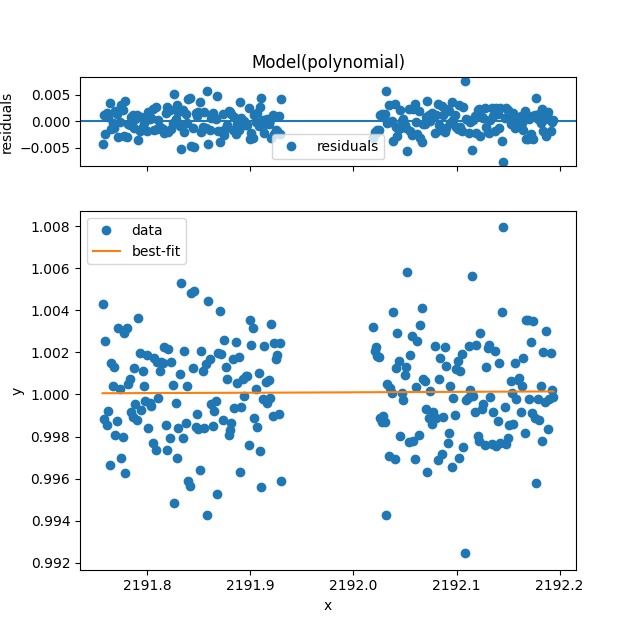 Model(polynomial)
residuals
0.005
0.000
−0.005
residuals
y
1.008
1.006
1.004
1.002
1.000
0.998
0.996
0.994
0.992
data
best-fit
2191.8 2191.9 2192.0 2192.1 2192.2
x